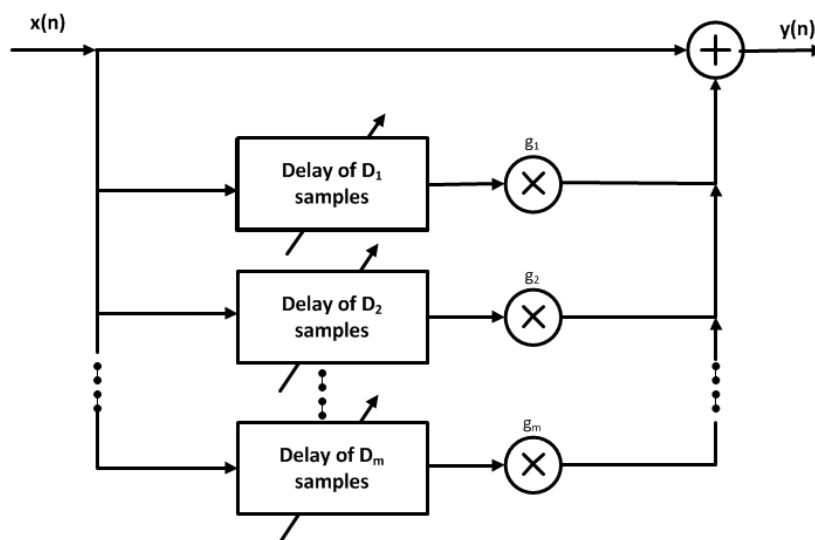 x(n)
y(n)
Delay of D₁
samples
g₁
Delay of D₂
samples
g₂
Delay of Dₘ
samples
gₘ